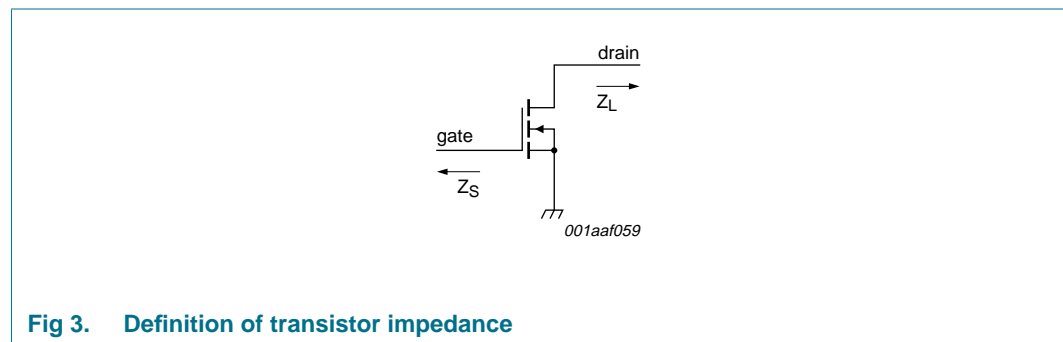 drain
Z_L
gate
Z_S
001aaf059
Fig 3. Definition of transistor impedance